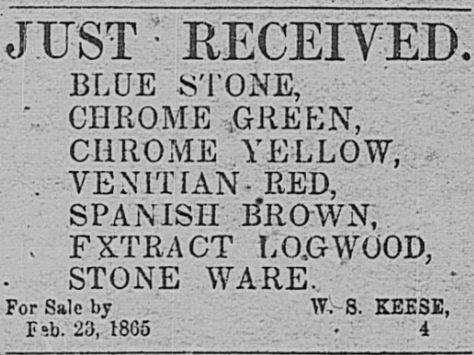 JUST RECEIVED.
BLUE STONE,
CHROME GREEN,
CHROME YELLOW,
VENITIAN RED,
SPANISH BROWN,
EXTRACT LOGWOOD,
STONE WARE.
For Sale by W. S. KEESE,
Feb. 23, 1865 4